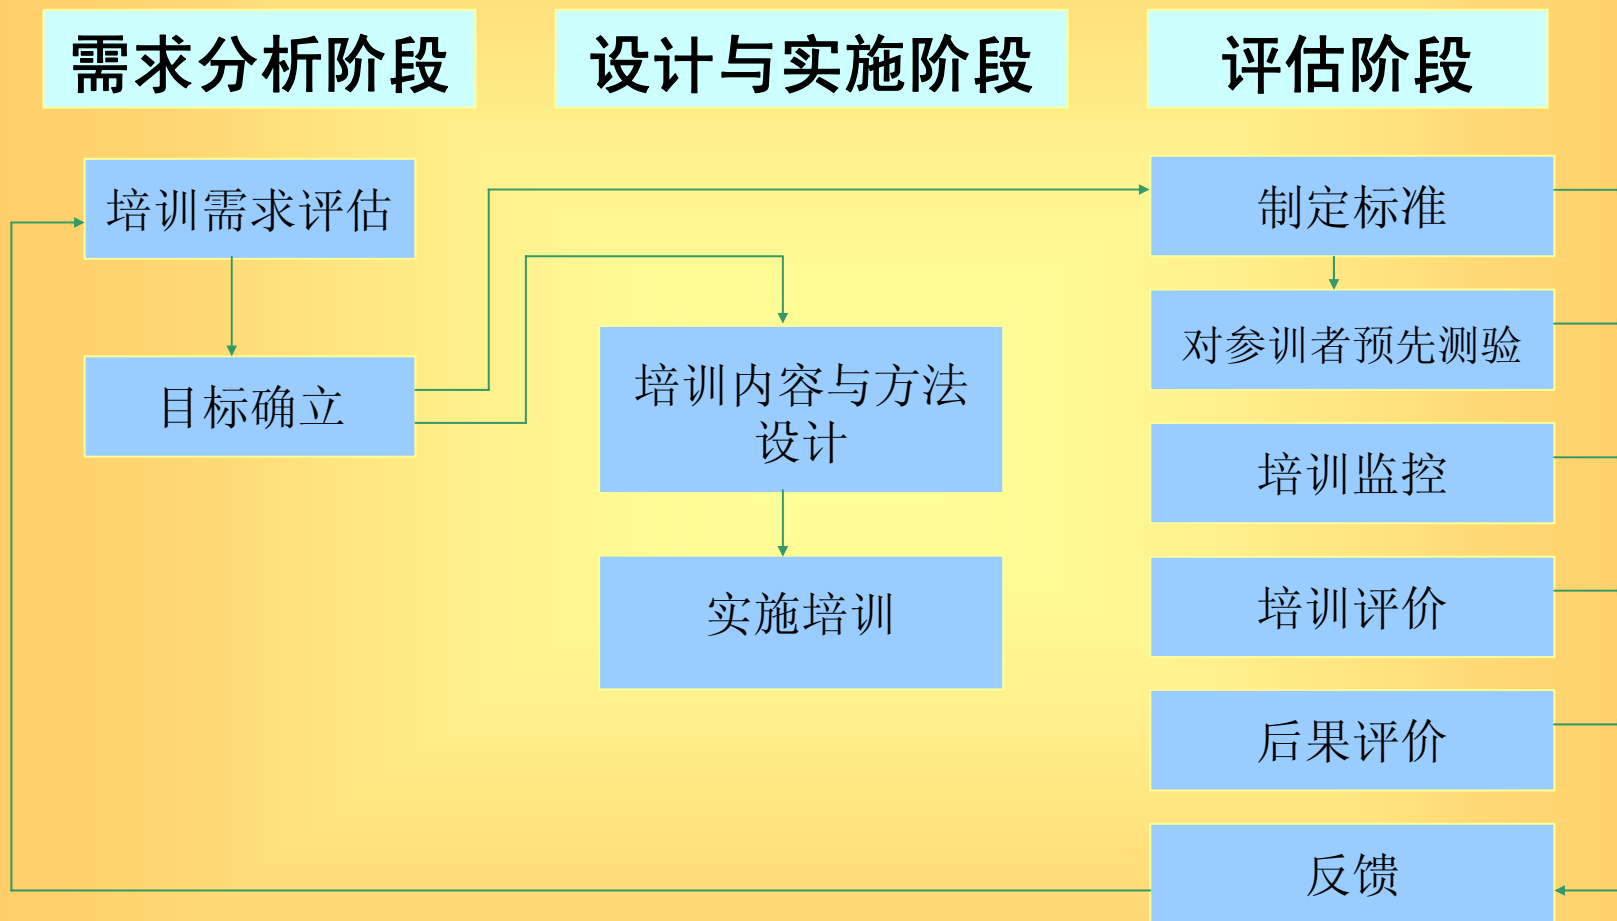 需求分析阶段
设计与实施阶段
评估阶段
培训需求评估
目标确立
培训内容与方法
设计
实施培训
制定标准
对参训者预先测验
培训监控
培训评价
后果评价
反馈